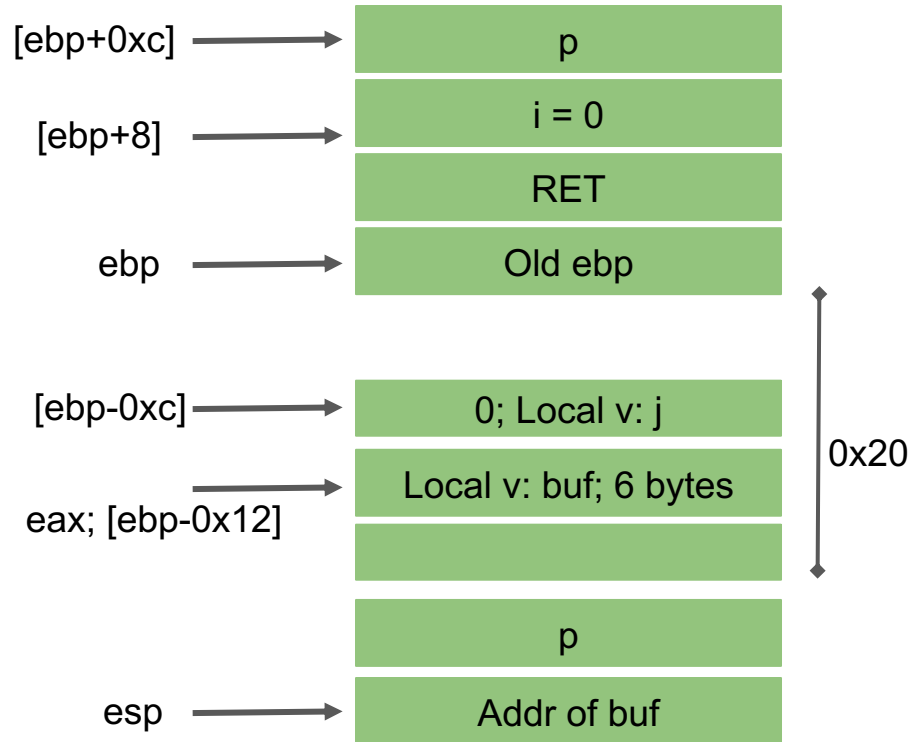 [ebp+0xc]
p
i = 0
[ebp+8]
RET
ebp
Old ebp
[ebp-0xc]
0; Local v: j
0x20
Local v: buf; 6 bytes
eax; [ebp-0x12]
p
esp
Addr of buf